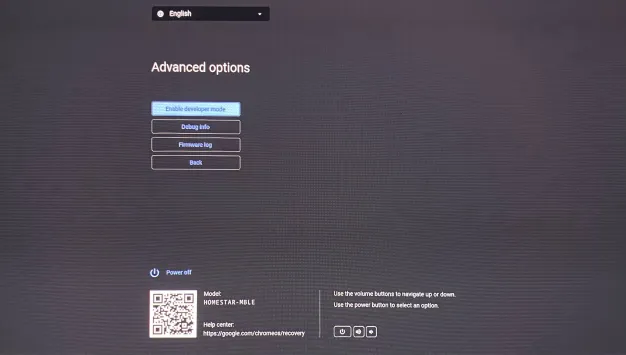 English
Advanced options
Enable developer mode
Debug info
Firmware log
Back
Power off
Model:
HOMESTAR-M6LE
Help center:
https://google.com/chromeos/recovery
Use the volume buttons to navigate up or down.
Use the power button to select an option.